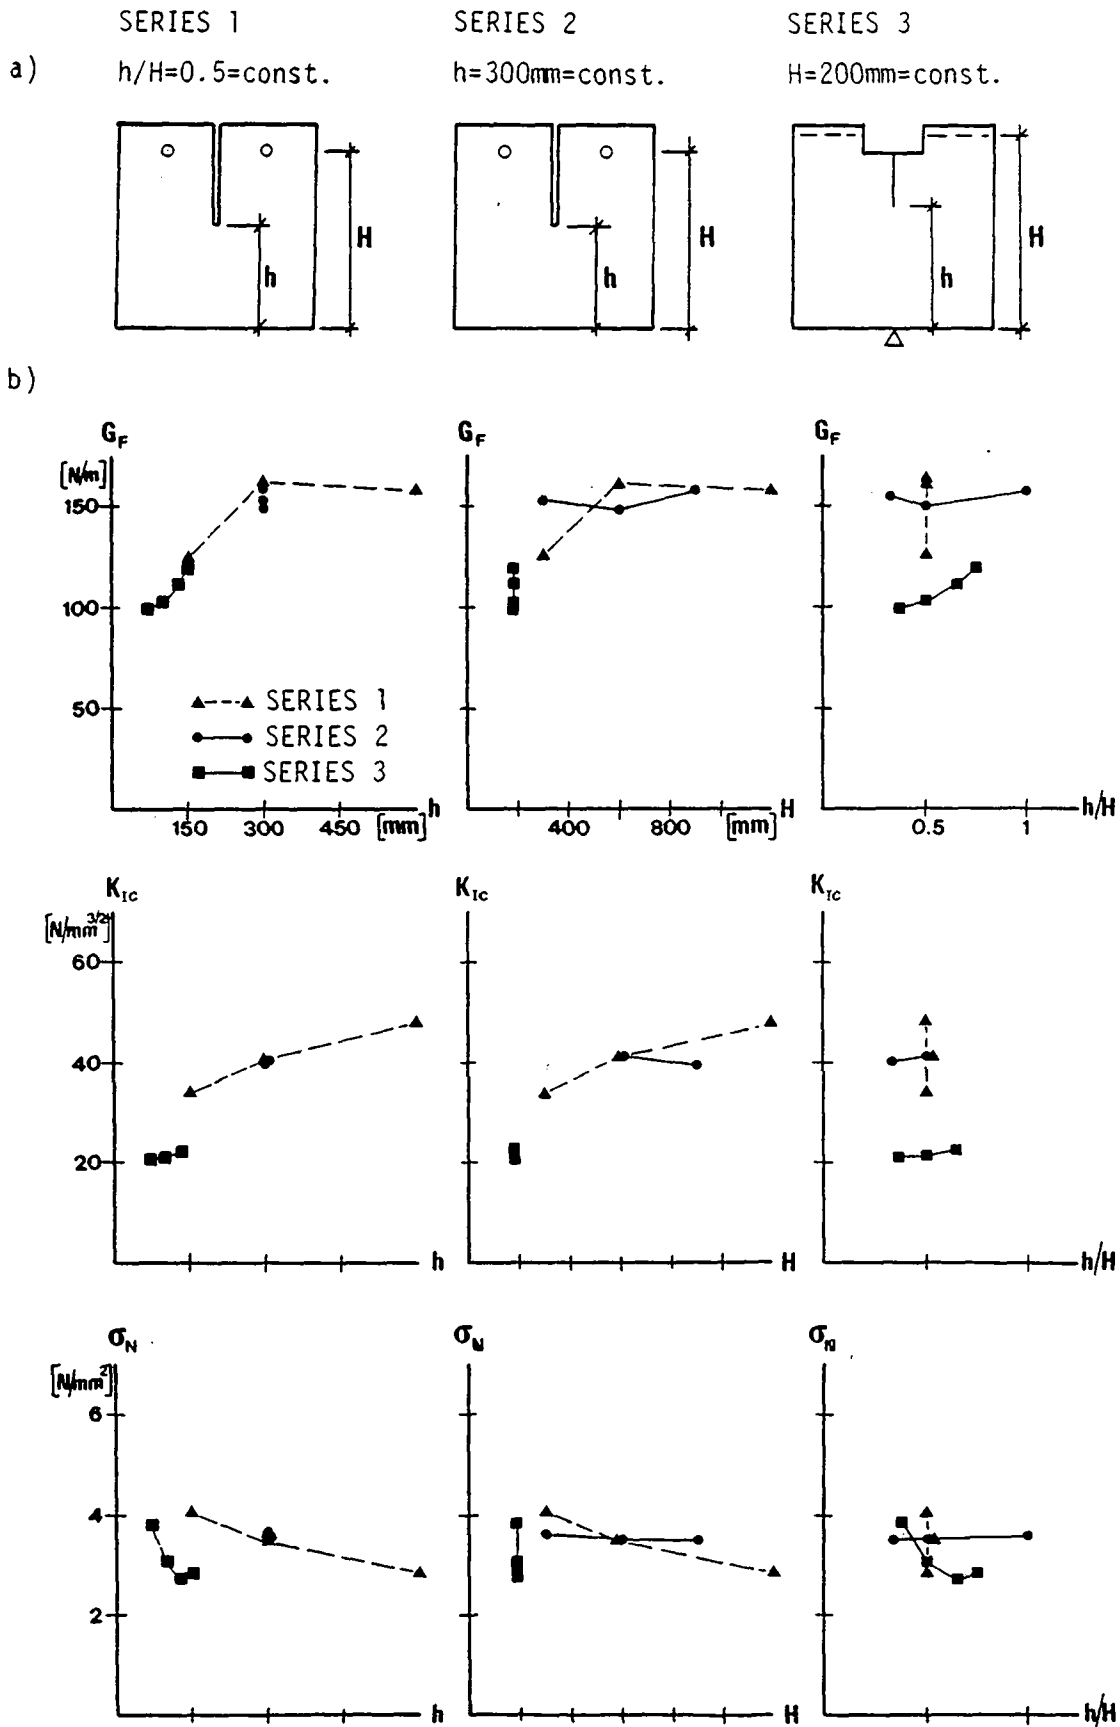 SERIES 1 SERIES 2 SERIES 3
a) h/H=0.5=const. h=300mm=const. H=200mm=const.
H H H
h h h
b)
G_F G_F G_F
[N/m]
150
100
50
SERIES 1
SERIES 2
SERIES 3
h H h/H
150 300 450 [mm] 400 800 [mm] 0.5 1
K_Ic K_Ic K_Ic
[N/mm^3/2]
60
40
20
h H h/H
σ_N σ_N σ_N
[N/mm^2]
6
4
2
h H h/H